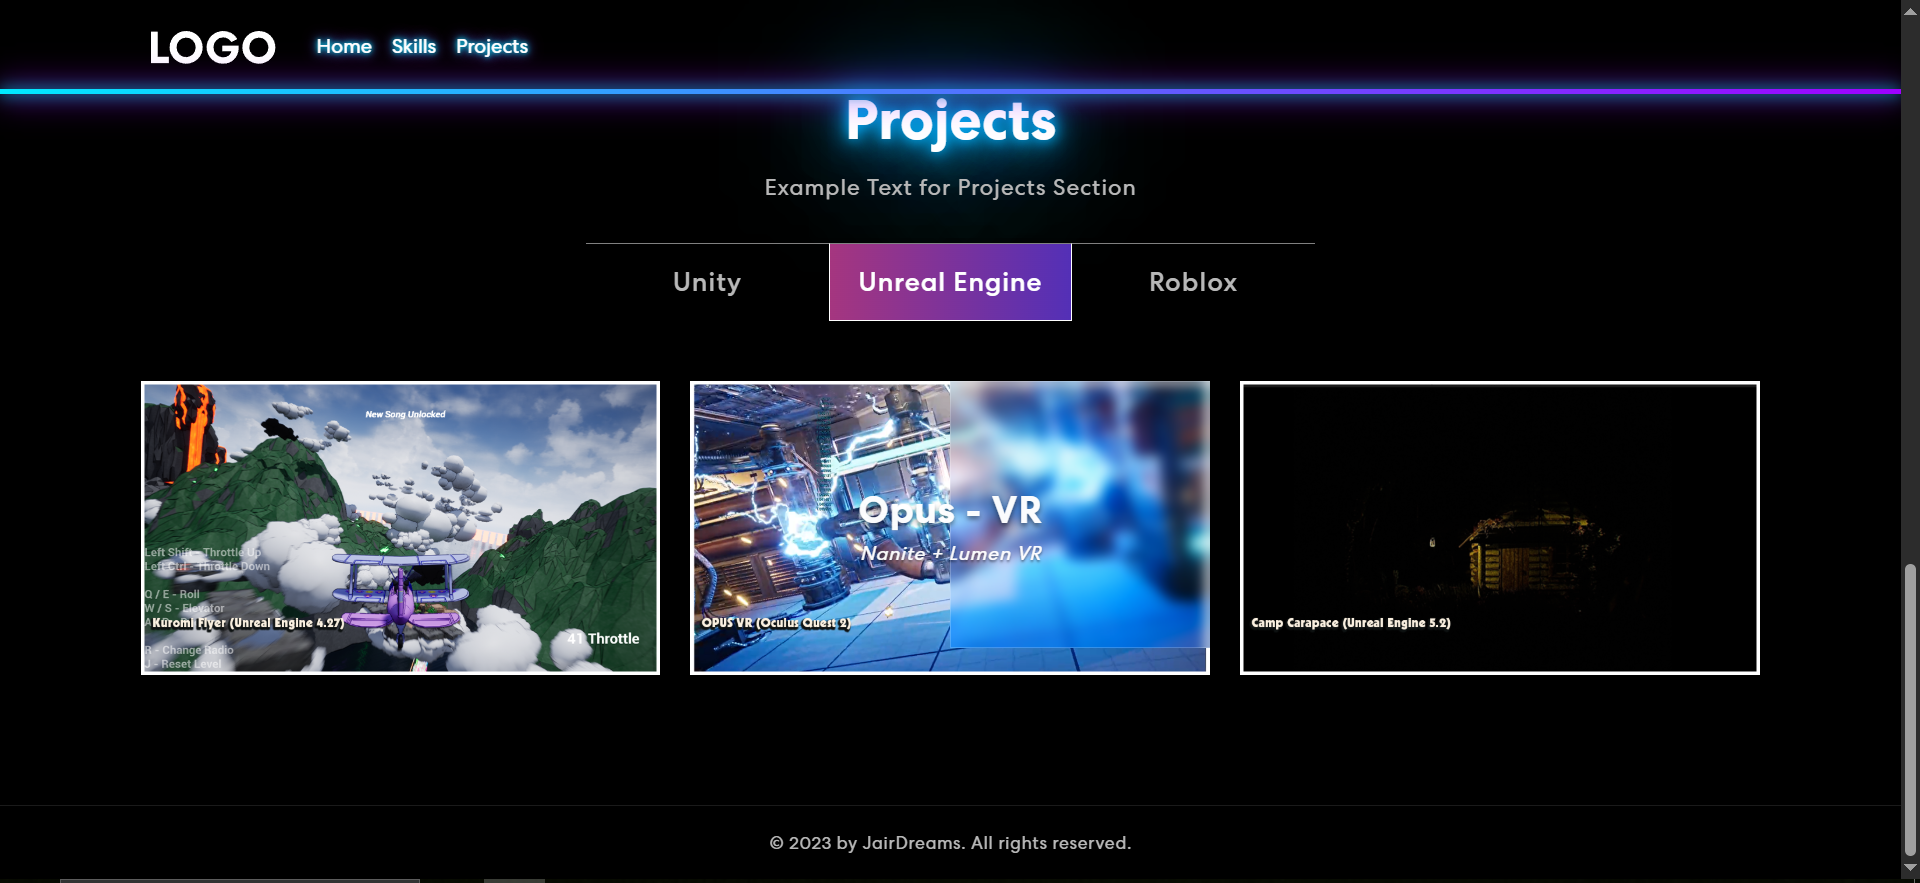 LOGO
Home Skills Projects
Projects
Example Text for Projects Section
Unity
Unreal Engine
Roblox
New Song Unlocked
Left Shift - Throttle Up
Left Ctrl - Throttle Down
Q / E - Roll
W / S - Elevator
A
Kuromi Flyer (Unreal Engine 4.27)
41 Throttle
R - Change Radio
J - Reset Level
Opus - VR
Nanite + Lumen VR
OPUS VR (Oculus Quest 2)
Camp Carapace (Unreal Engine 5.2)
© 2023 by JairDreams. All rights reserved.